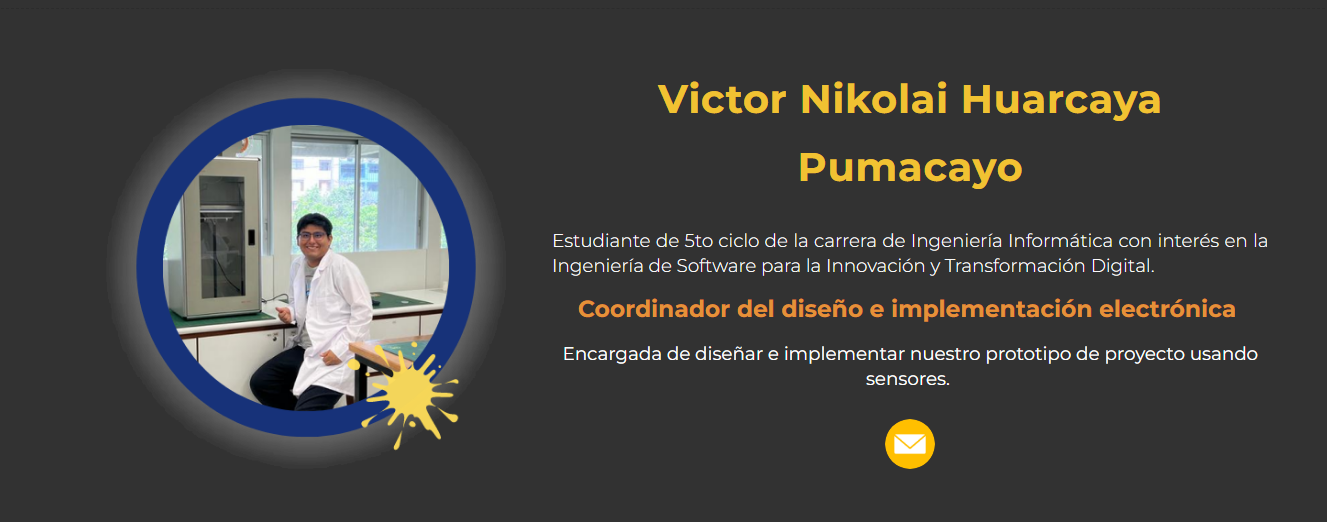 Victor Nikolai Huarcaya
Pumacayo
Estudiante de 5to ciclo de la carrera de Ingeniería Informática con interés en la
Ingeniería de Software para la Innovación y Transformación Digital.
Coordinador del diseño e implementación electrónica
Encargada de diseñar e implementar nuestro prototipo de proyecto usando
sensores.